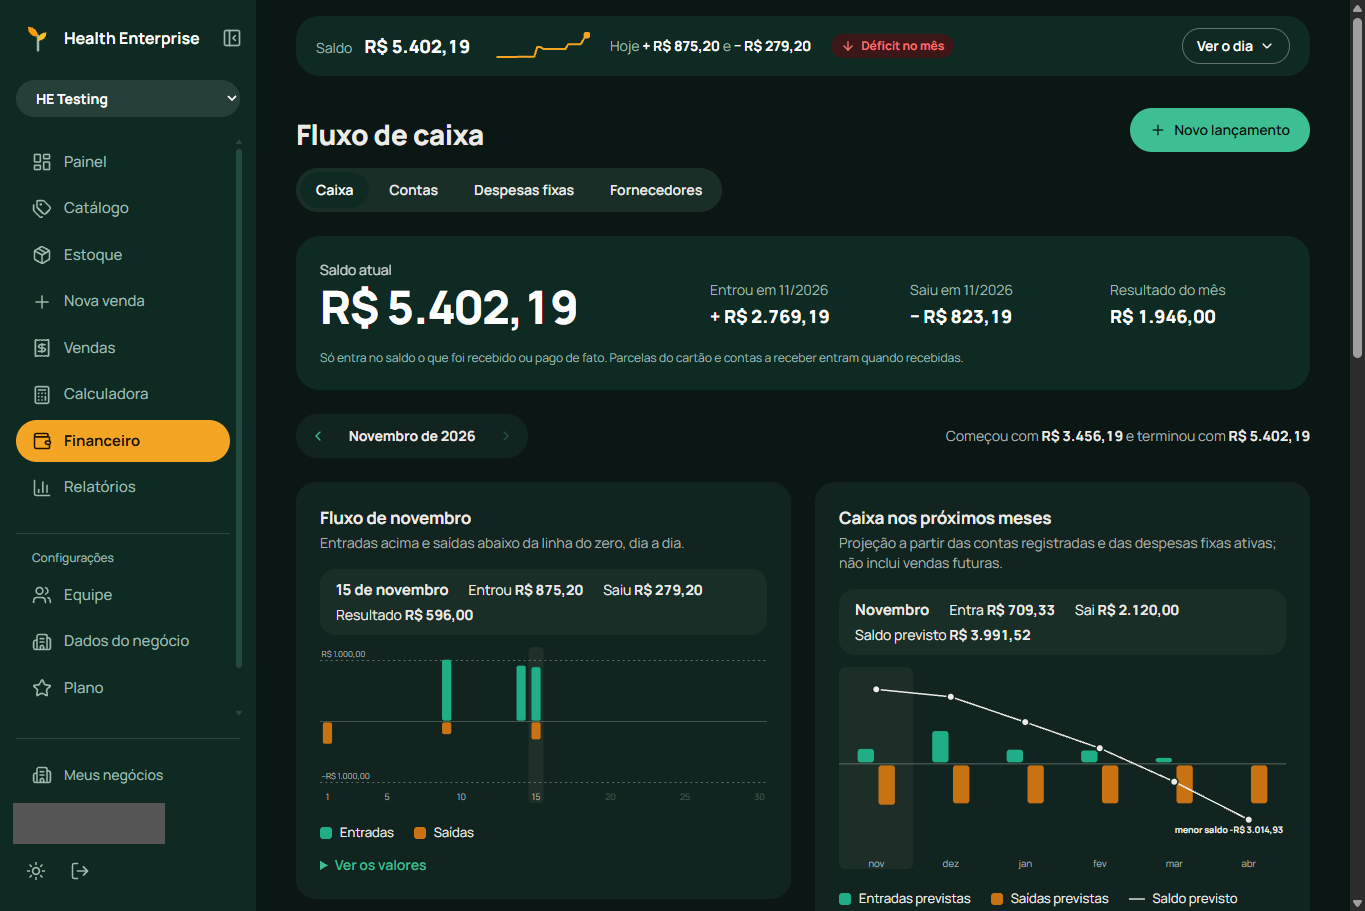 Health Enterprise
HE Testing
Painel
Catálogo
Estoque
Nova venda
Vendas
Calculadora
Financeiro
Relatórios
Configurações
Equipe
Dados do negócio
Plano
Meus negócios
Saldo R$ 5.402,19
Hoje + R$ 875,20 e − R$ 279,20
Déficit no mês
Ver o dia
Fluxo de caixa
Novo lançamento
Caixa Contas Despesas fixas Fornecedores
Saldo atual
R$ 5.402,19
Entrou em 11/2026
+ R$ 2.769,19
Saiu em 11/2026
− R$ 823,19
Resultado do mês
R$ 1.946,00
Só entra no saldo o que foi recebido ou pago de fato. Parcelas do cartão e contas a receber entram quando recebidas.
Novembro de 2026
Começou com R$ 3.456,19 e terminou com R$ 5.402,19
Fluxo de novembro
Entradas acima e saídas abaixo da linha do zero, dia a dia.
15 de novembro Entrou R$ 875,20 Saiu R$ 279,20
Resultado R$ 596,00
R$ 1.000,00
−R$ 1.000,00
1 5 10 15 20 25 30
Entradas Saídas
Ver os valores
Caixa nos próximos meses
Projeção a partir das contas registradas e das despesas fixas ativas;
não inclui vendas futuras.
Novembro Entra R$ 709,33 Sai R$ 2.120,00
Saldo previsto R$ 3.991,52
menor saldo -R$ 3.014,93
nov dez jan fev mar abr
Entradas previstas Saídas previstas Saldo previsto